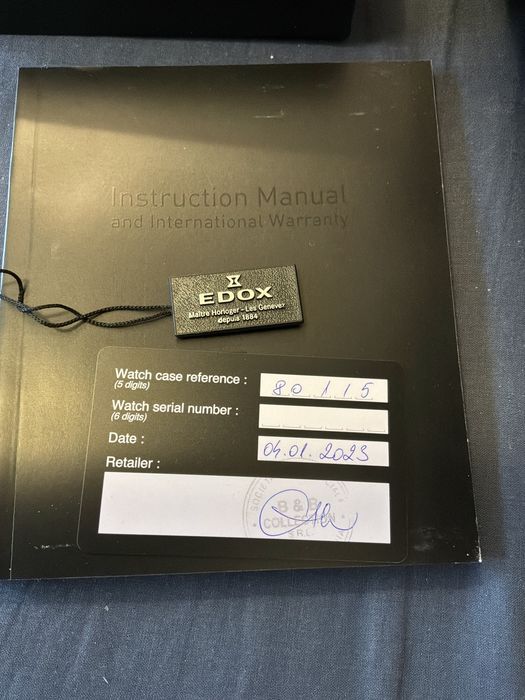 Instruction Manual
and International Warranty
EDOX
Maître Horloger - Les Genevez
depuis 1884
Watch case reference : 80115
(5 digits)
Watch serial number :
(6 digits)
Date : 04.01.2023
Retailer :
B & B
COLLECTION
S.R.L.